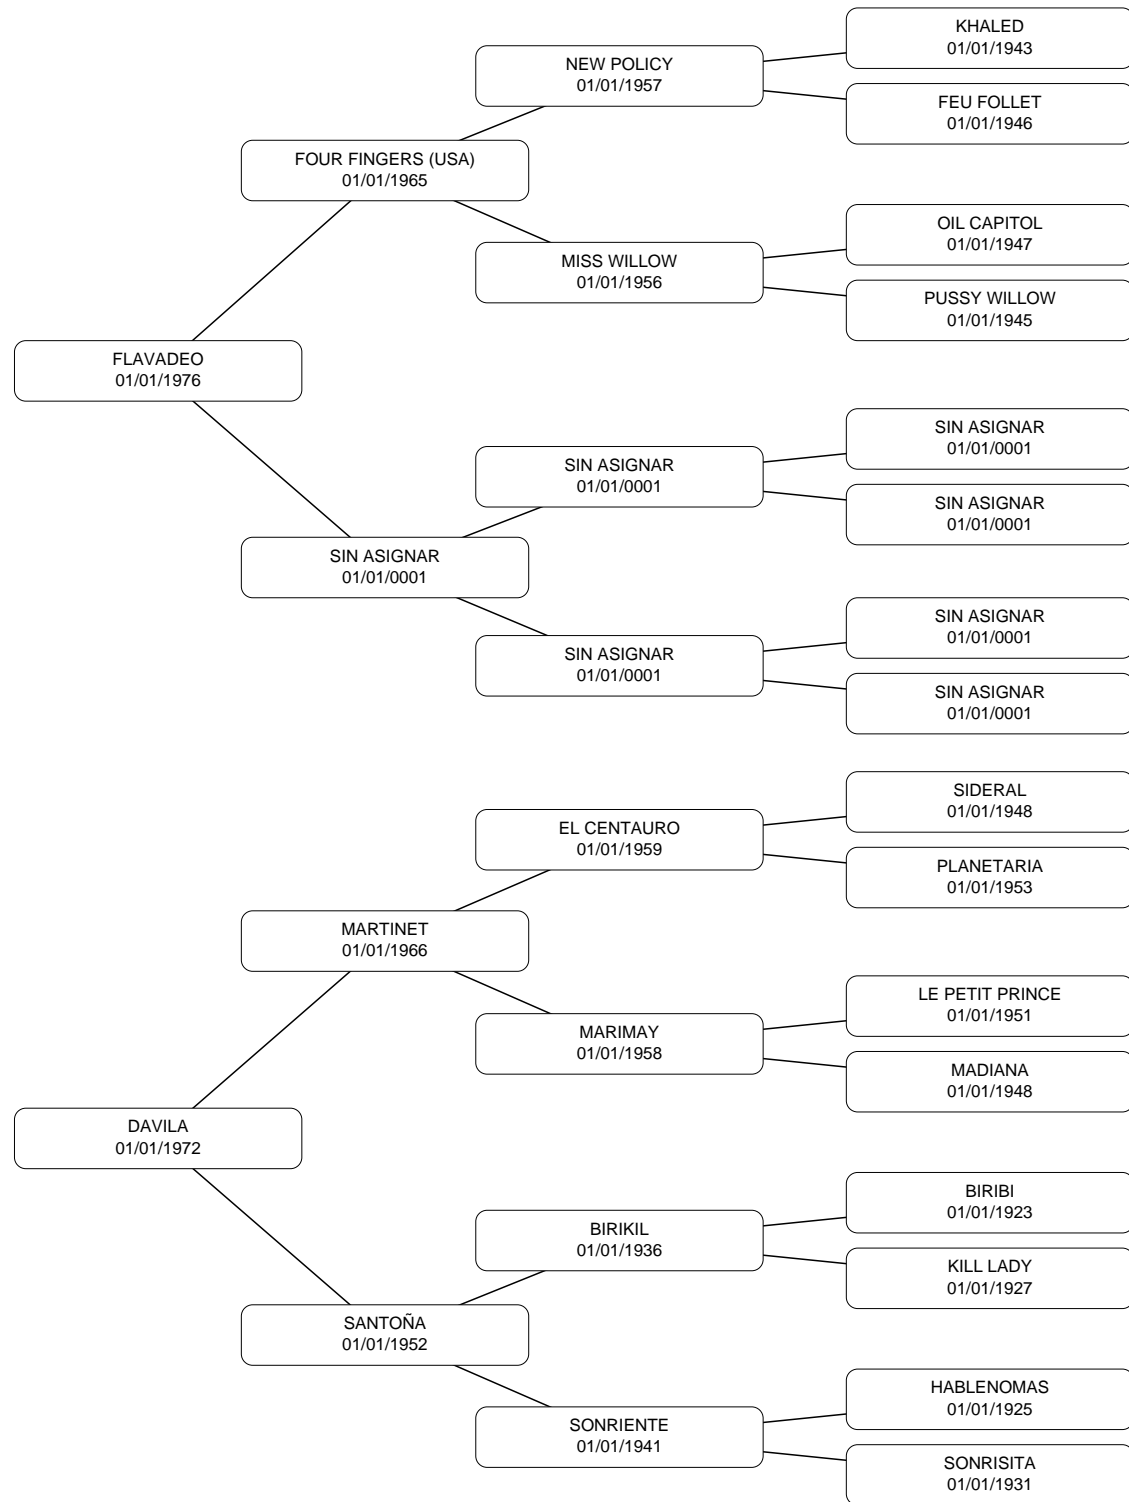 KHALED
01/01/1943
NEW POLICY
01/01/1957
FEU FOLLET
01/01/1946
FOUR FINGERS (USA)
01/01/1965
OIL CAPITOL
01/01/1947
MISS WILLOW
01/01/1956
PUSSY WILLOW
01/01/1945
FLAVADEO
01/01/1976
SIN ASIGNAR
01/01/0001
SIN ASIGNAR
01/01/0001
SIN ASIGNAR
01/01/0001
SIN ASIGNAR
01/01/0001
SIN ASIGNAR
01/01/0001
SIN ASIGNAR
01/01/0001
SIN ASIGNAR
01/01/0001
SIDERAL
01/01/1948
EL CENTAURO
01/01/1959
PLANETARIA
01/01/1953
MARTINET
01/01/1966
LE PETIT PRINCE
01/01/1951
MARIMAY
01/01/1958
MADIANA
01/01/1948
DAVILA
01/01/1972
BIRIBI
01/01/1923
BIRIKIL
01/01/1936
KILL LADY
01/01/1927
SANTOÑA
01/01/1952
HABLENOMAS
01/01/1925
SONRIENTE
01/01/1941
SONRISITA
01/01/1931